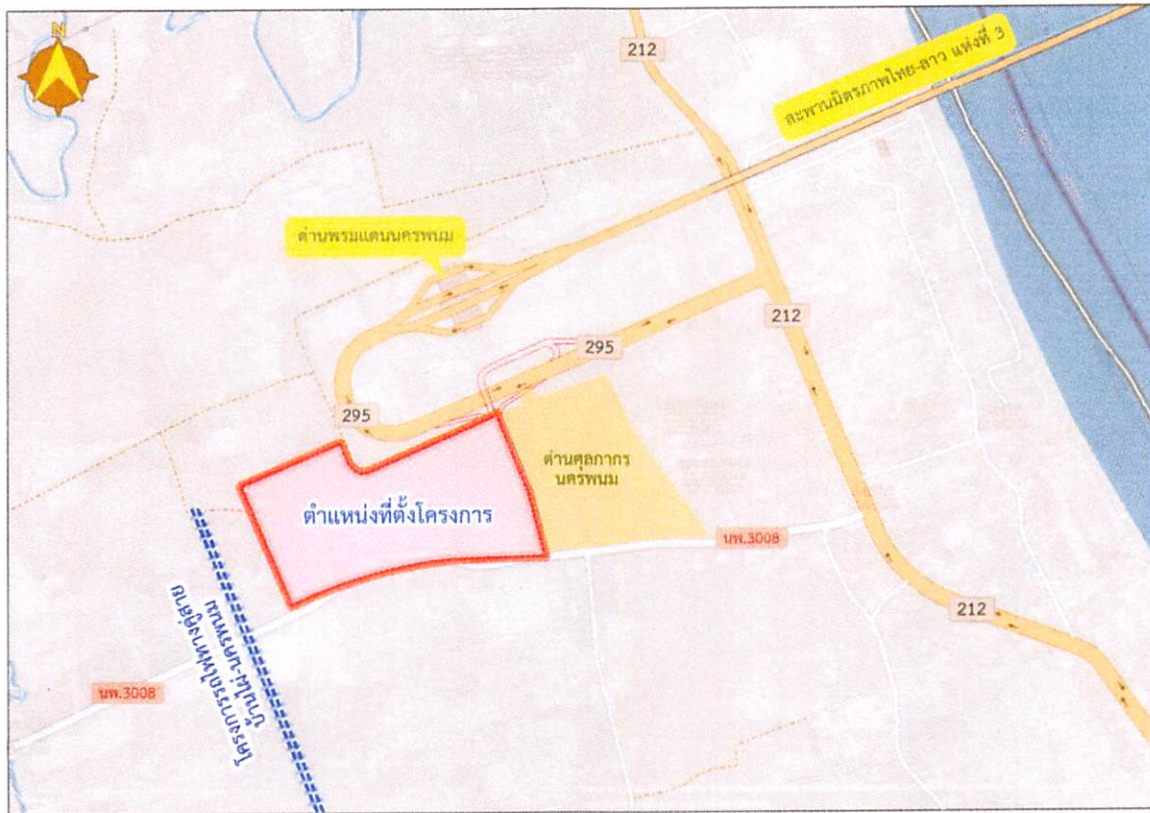 N
212
สะพานมิตรภาพไทย-ลาว แห่งที่ 3
ด่านพรมแดนนครพนม
212
295
295
ด่านศุลกากร
นครพนม
ตำแหน่งที่ตั้งโครงการ
นพ.3008
212
โครงการรถไฟทางคู่สาย
บ้านไผ่-นครพนม
นพ.3008